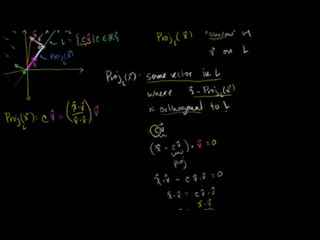 L = {c v⃗ | c ∈ ℝ}
Proj_L(x⃗)
Proj_L(x⃗) "shadow" of
x⃗ on L
Proj_L(x⃗): some vector in L
where x⃗ - Proj_L(x⃗)
is orthogonal to L
Proj_L(x⃗) = c v⃗ = (x⃗·v⃗ / v⃗·v⃗) v⃗
c v⃗
(x⃗ - c v⃗) · v⃗ = 0
proj
x⃗·v⃗ - c v⃗·v⃗ = 0
x⃗·v⃗ = c v⃗·v⃗
x⃗·v⃗